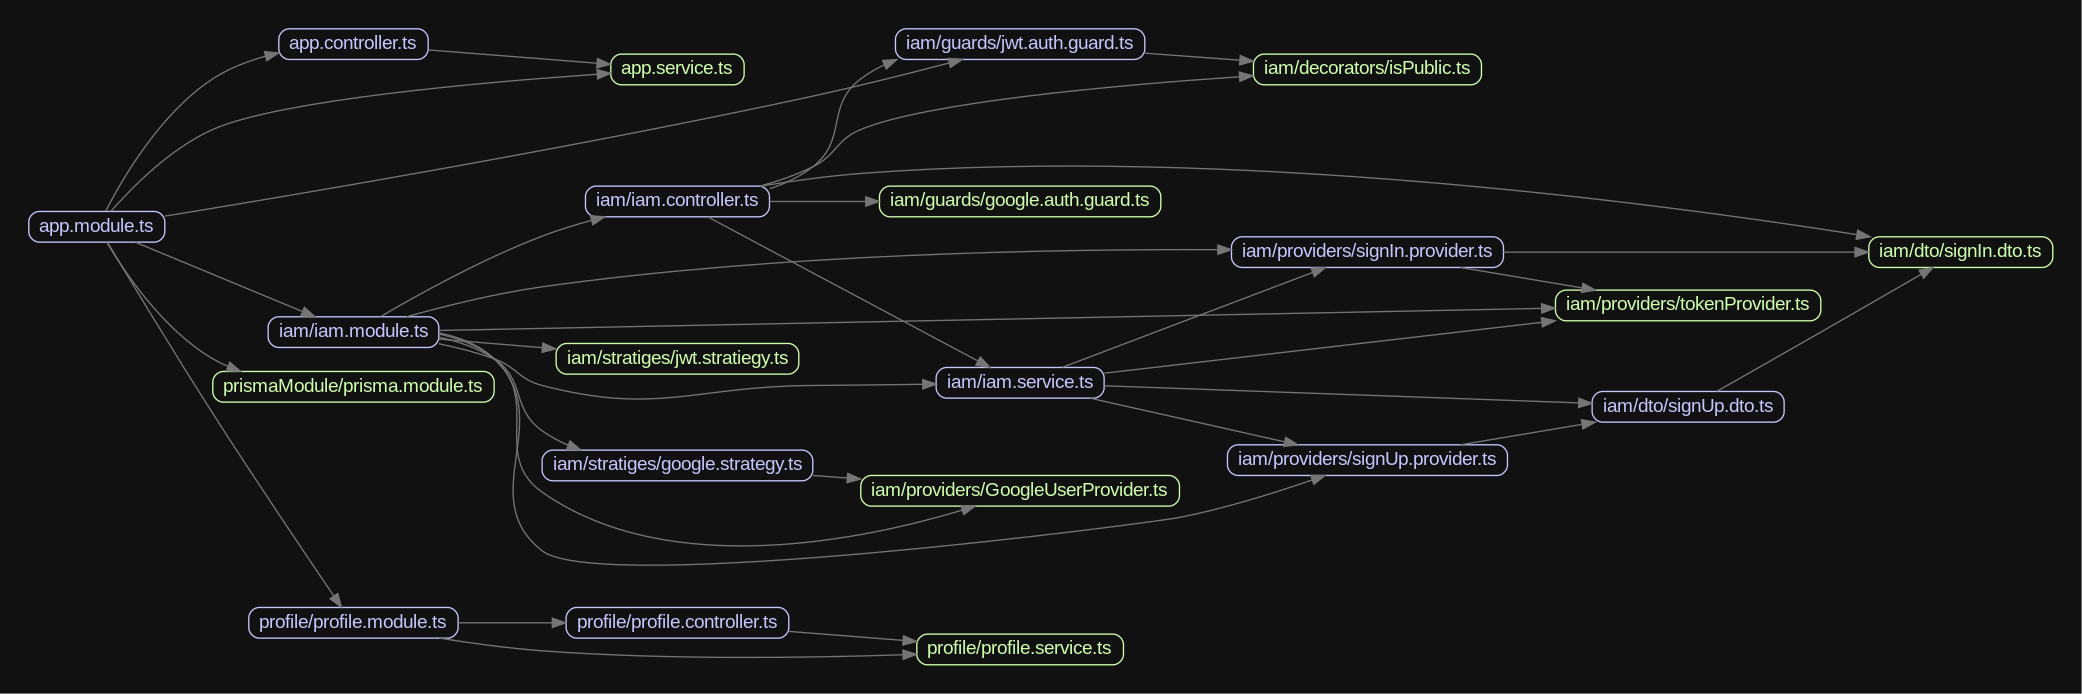 app.controller.ts
iam/guards/jwt.auth.guard.ts
app.service.ts
iam/decorators/isPublic.ts
iam/iam.controller.ts
iam/guards/google.auth.guard.ts
app.module.ts
iam/providers/signIn.provider.ts
iam/dto/signIn.dto.ts
iam/providers/tokenProvider.ts
iam/iam.module.ts
iam/stratiges/jwt.stratiegy.ts
prismaModule/prisma.module.ts
iam/iam.service.ts
iam/dto/signUp.dto.ts
iam/stratiges/google.strategy.ts
iam/providers/signUp.provider.ts
iam/providers/GoogleUserProvider.ts
profile/profile.module.ts
profile/profile.controller.ts
profile/profile.service.ts